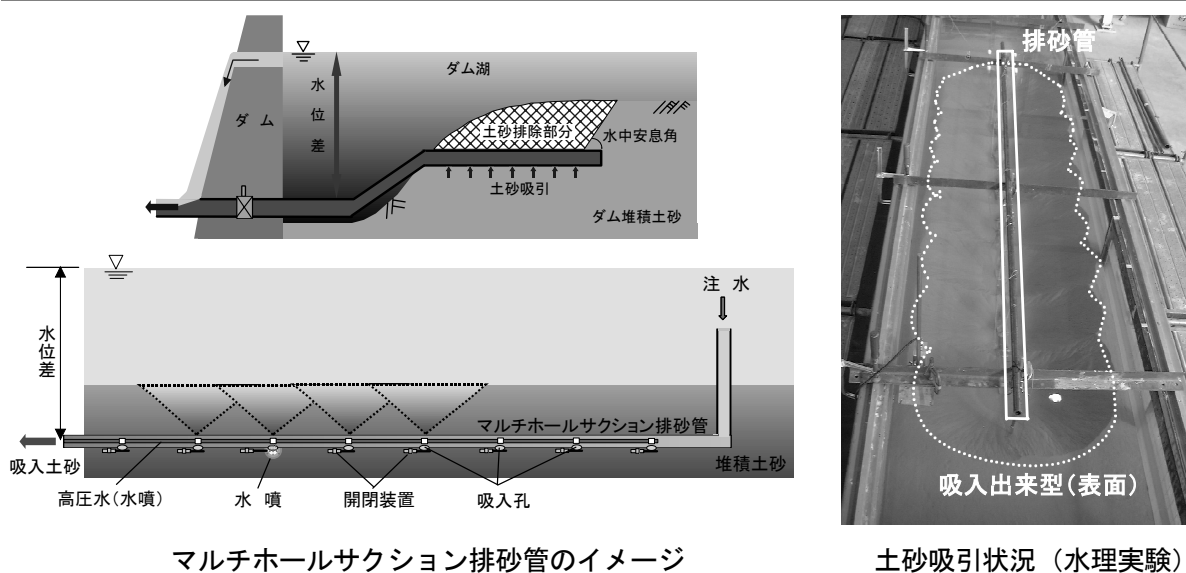 ダム湖
水位差
ダム
土砂排除部分
水中安息角
土砂吸引
ダム堆積土砂
注水
水位差
マルチホールサクション排砂管
吸入土砂
堆積土砂
高圧水(水噴)
水噴
開閉装置
吸入孔
マルチホールサクション排砂管のイメージ
排砂管
吸入出来型(表面)
土砂吸引状況(水理実験)